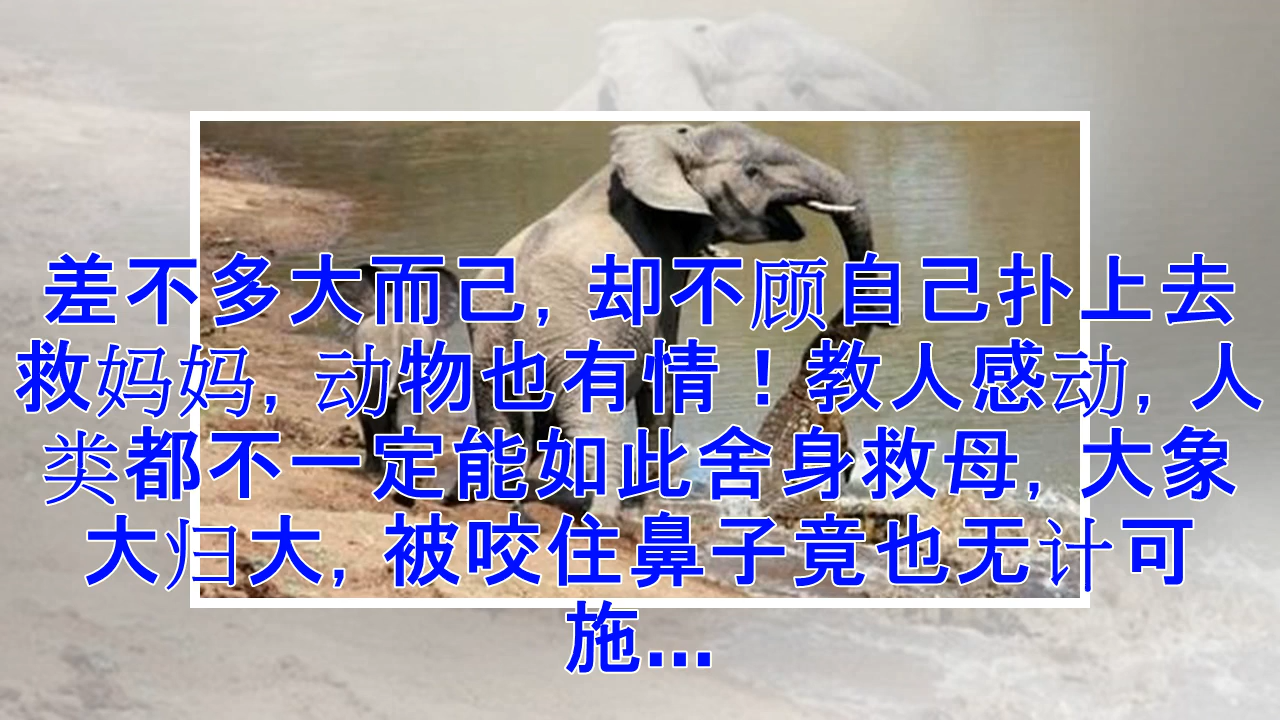 差不多大而己，却不顾自己扑上去
救妈妈，动物也有情！教人感动，人
类都不一定能如此舍身救母，大象
大归大，被咬住鼻子竟也无计可
施...